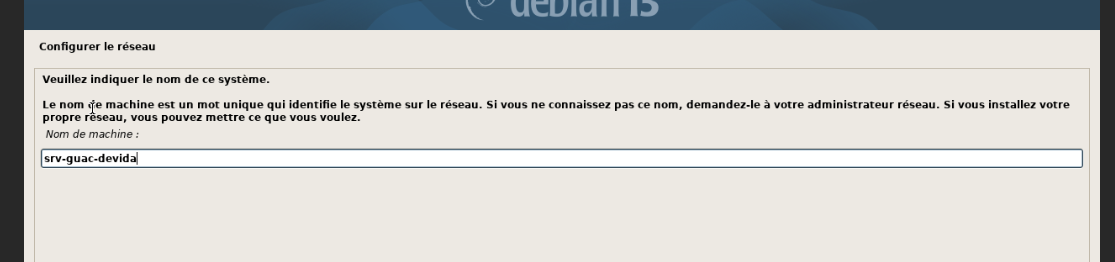 debian 13
Configurer le réseau
Veuillez indiquer le nom de ce système.
Le nom de machine est un mot unique qui identifie le système sur le réseau. Si vous ne connaissez pas ce nom, demandez-le à votre administrateur réseau. Si vous installez votre
propre réseau, vous pouvez mettre ce que vous voulez.
Nom de machine :
srv-guac-devida